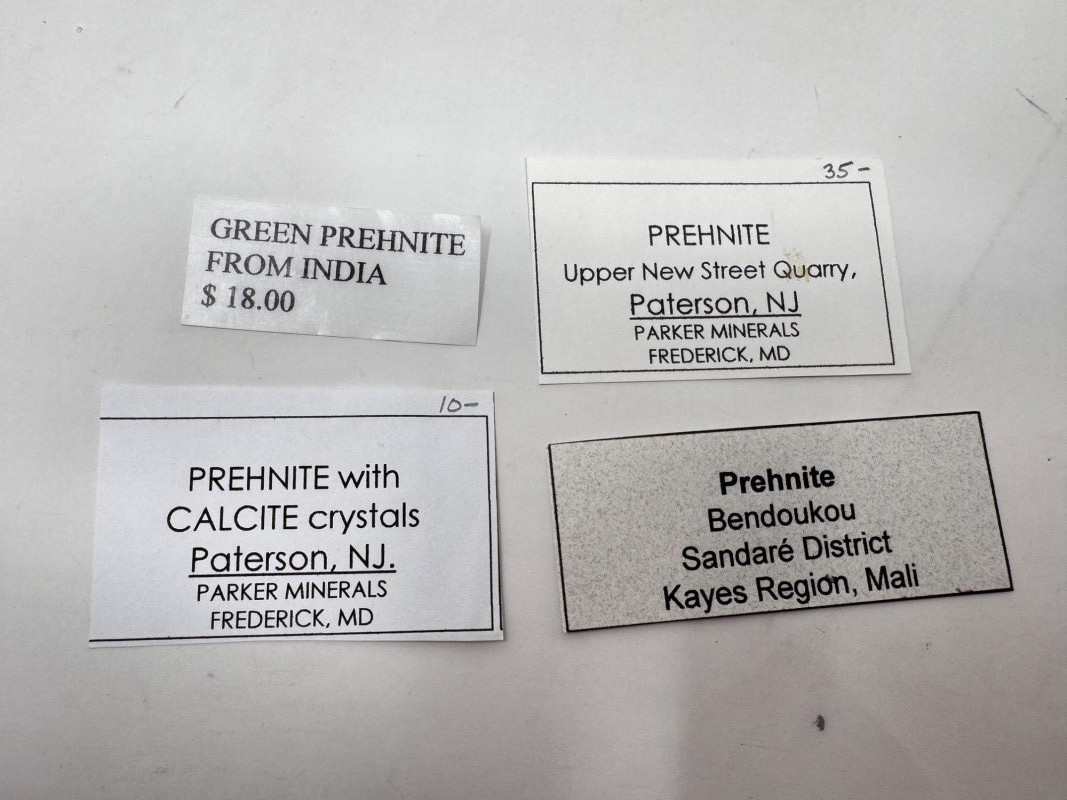 GREEN PREHNITE
FROM INDIA
$ 18.00
35-
PREHNITE
Upper New Street Quarry,
Paterson, NJ
PARKER MINERALS
FREDERICK, MD
10-
PREHNITE with
CALCITE crystals
Paterson, NJ.
PARKER MINERALS
FREDERICK, MD
Prehnite
Bendoukou
Sandaré District
Kayes Region, Mali